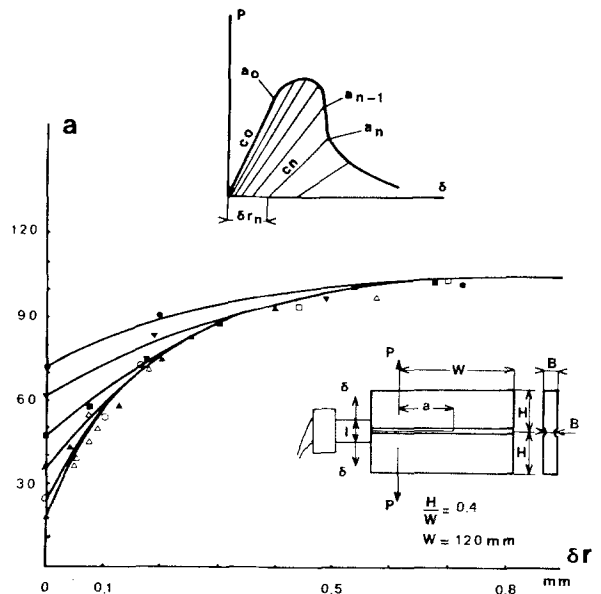 P
a₀
aₙ₋₁
aₙ
c₀
cₙ
δ
δrₙ
a
120
90
60
30
0
0,1
0.5
0.8
δr
mm
P
W
B
δ
a
H
I
B
δ
H
P
H/W = 0.4
W = 120 mm